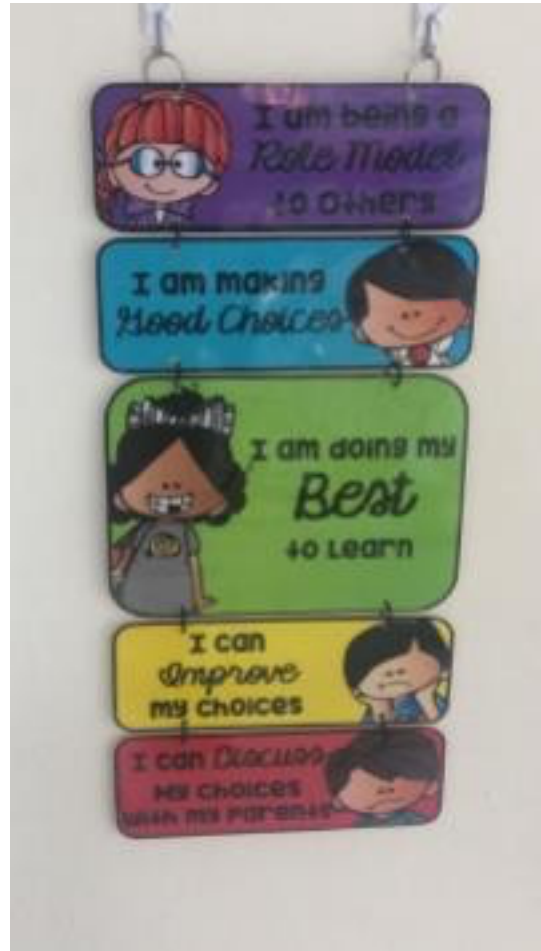 I am being a
Role Model
to Others
I am making
Good Choices
I am doing my
Best
to Learn
I can
Improve
my choices
I can Discuss
My choices
with my Parents